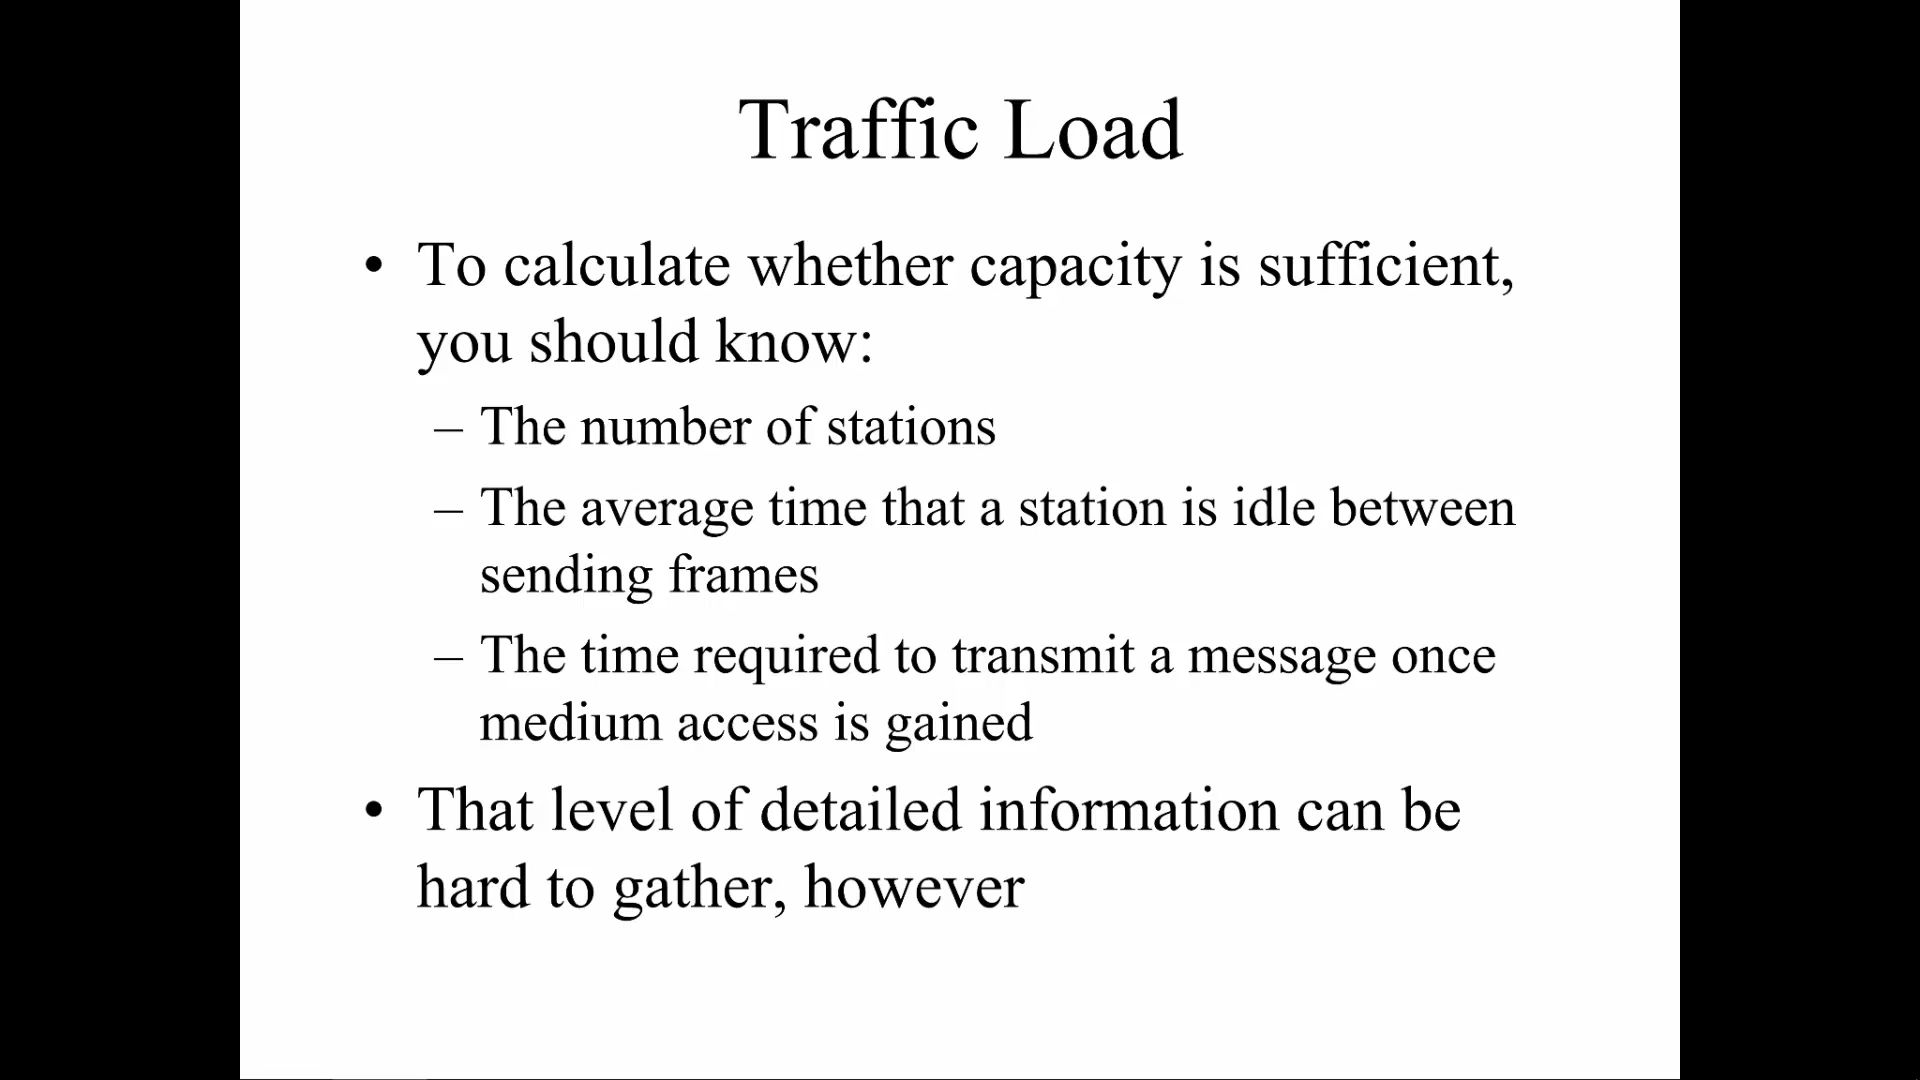 Traffic Load
• To calculate whether capacity is sufficient,
you should know:
– The number of stations
– The average time that a station is idle between
sending frames
– The time required to transmit a message once
medium access is gained
• That level of detailed information can be
hard to gather, however